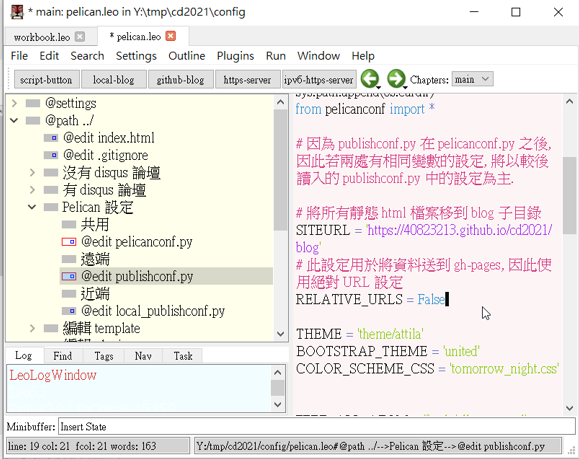 * main: pelican.leo in Y:\tmp\cd2021\config
workbook.leo
* pelican.leo
File Edit Search Settings Outline Plugins Run Window Help
script-button local-blog github-blog https-server ipv6-https-server Chapters: main
@settings
@path ../
@edit index.html
@edit .gitignore
沒有 disqus 論壇
有 disqus 論壇
Pelican 設定
共用
@edit pelicanconf.py
遠端
@edit publishconf.py
近端
@edit local_publishconf.py
編輯 template
from pelicanconf import *
# 因為 publishconf.py 在 pelicanconf.py 之後,
因此若兩處有相同變數的設定, 將以較後
讀入的 publishconf.py 中的設定為主.
# 將所有靜態 html 檔案移到 blog 子目錄
SITEURL = 'https://40823213.github.io/cd2021/
blog'
# 此設定用於將資料送到 gh-pages, 因此使
用絕對 URL 設定
RELATIVE_URLS = False
THEME = 'theme/attila'
BOOTSTRAP_THEME = 'united'
COLOR_SCHEME_CSS = 'tomorrow_night.css'
Log Find Tags Nav Task
LeoLogWindow
Minibuffer: Insert State
line: 19 col: 21 fcol: 21 words: 163
Y:/tmp/cd2021/config/pelican.leo#@path ../-->Pelican 設定-->@edit publishconf.py